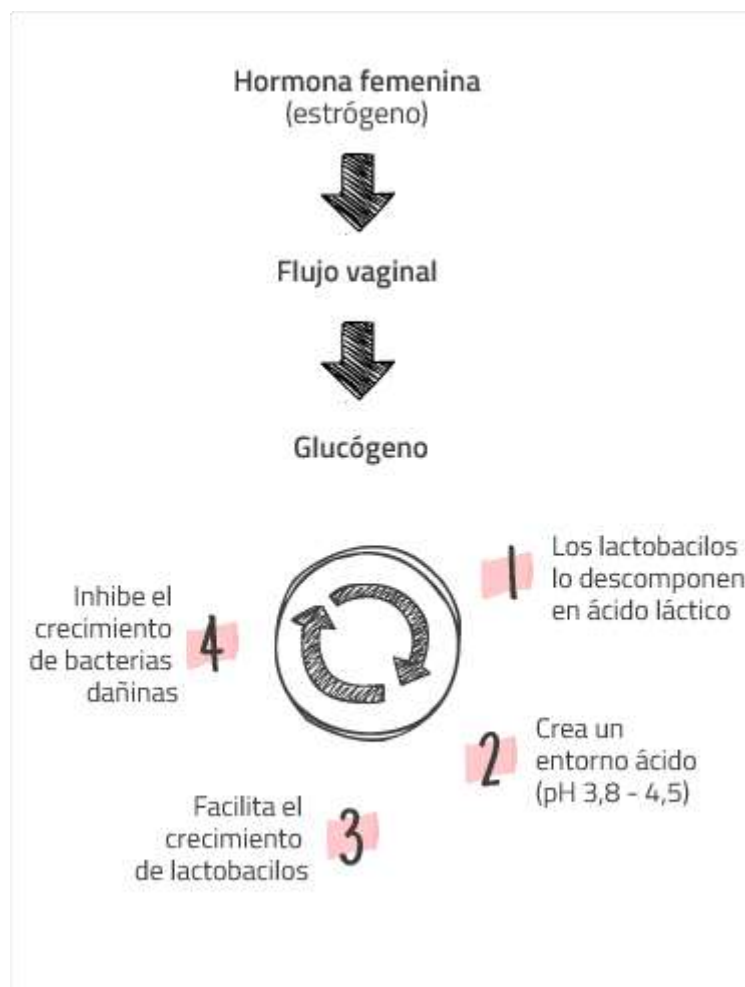 Hormona femenina
(estrógeno)
Flujo vaginal
Glucógeno
1
Los lactobacilos
lo descomponen
en ácido láctico
2
Crea un
entorno ácido
(pH 3,8 - 4,5)
3
Facilita el
crecimiento
de lactobacilos
4
Inhibe el
crecimiento
de bacterias
dañinas